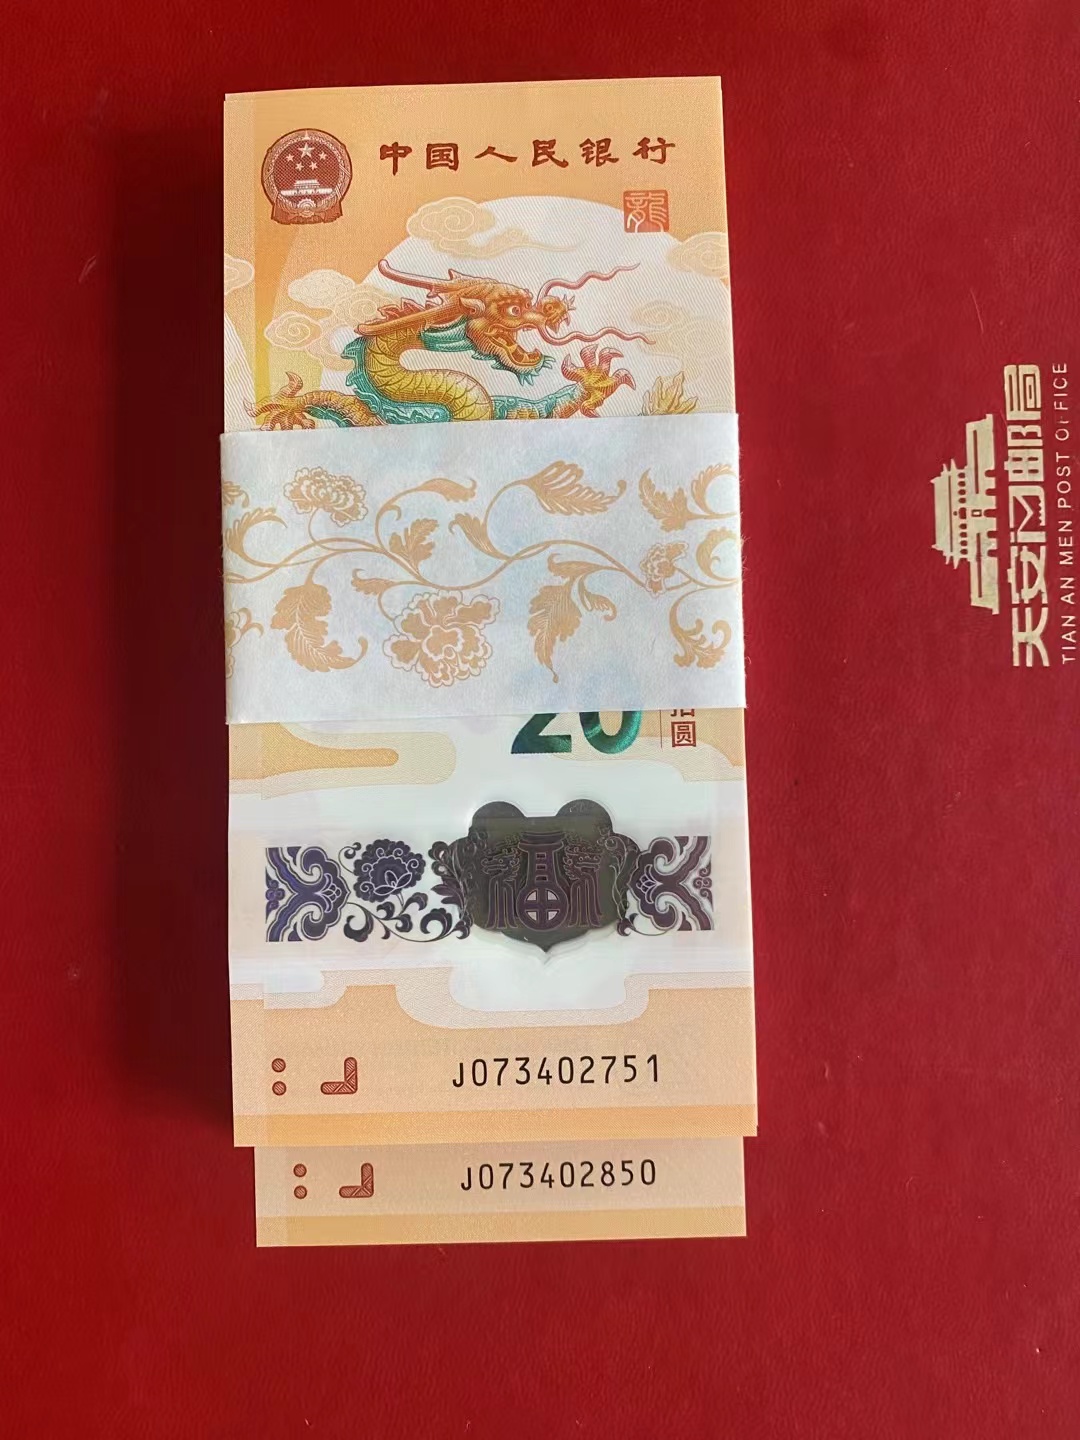 中国人民银行
龍
20
拾圆
福
J073402751
J073402850
天安门邮局
TIAN AN MEN POST OFFICE